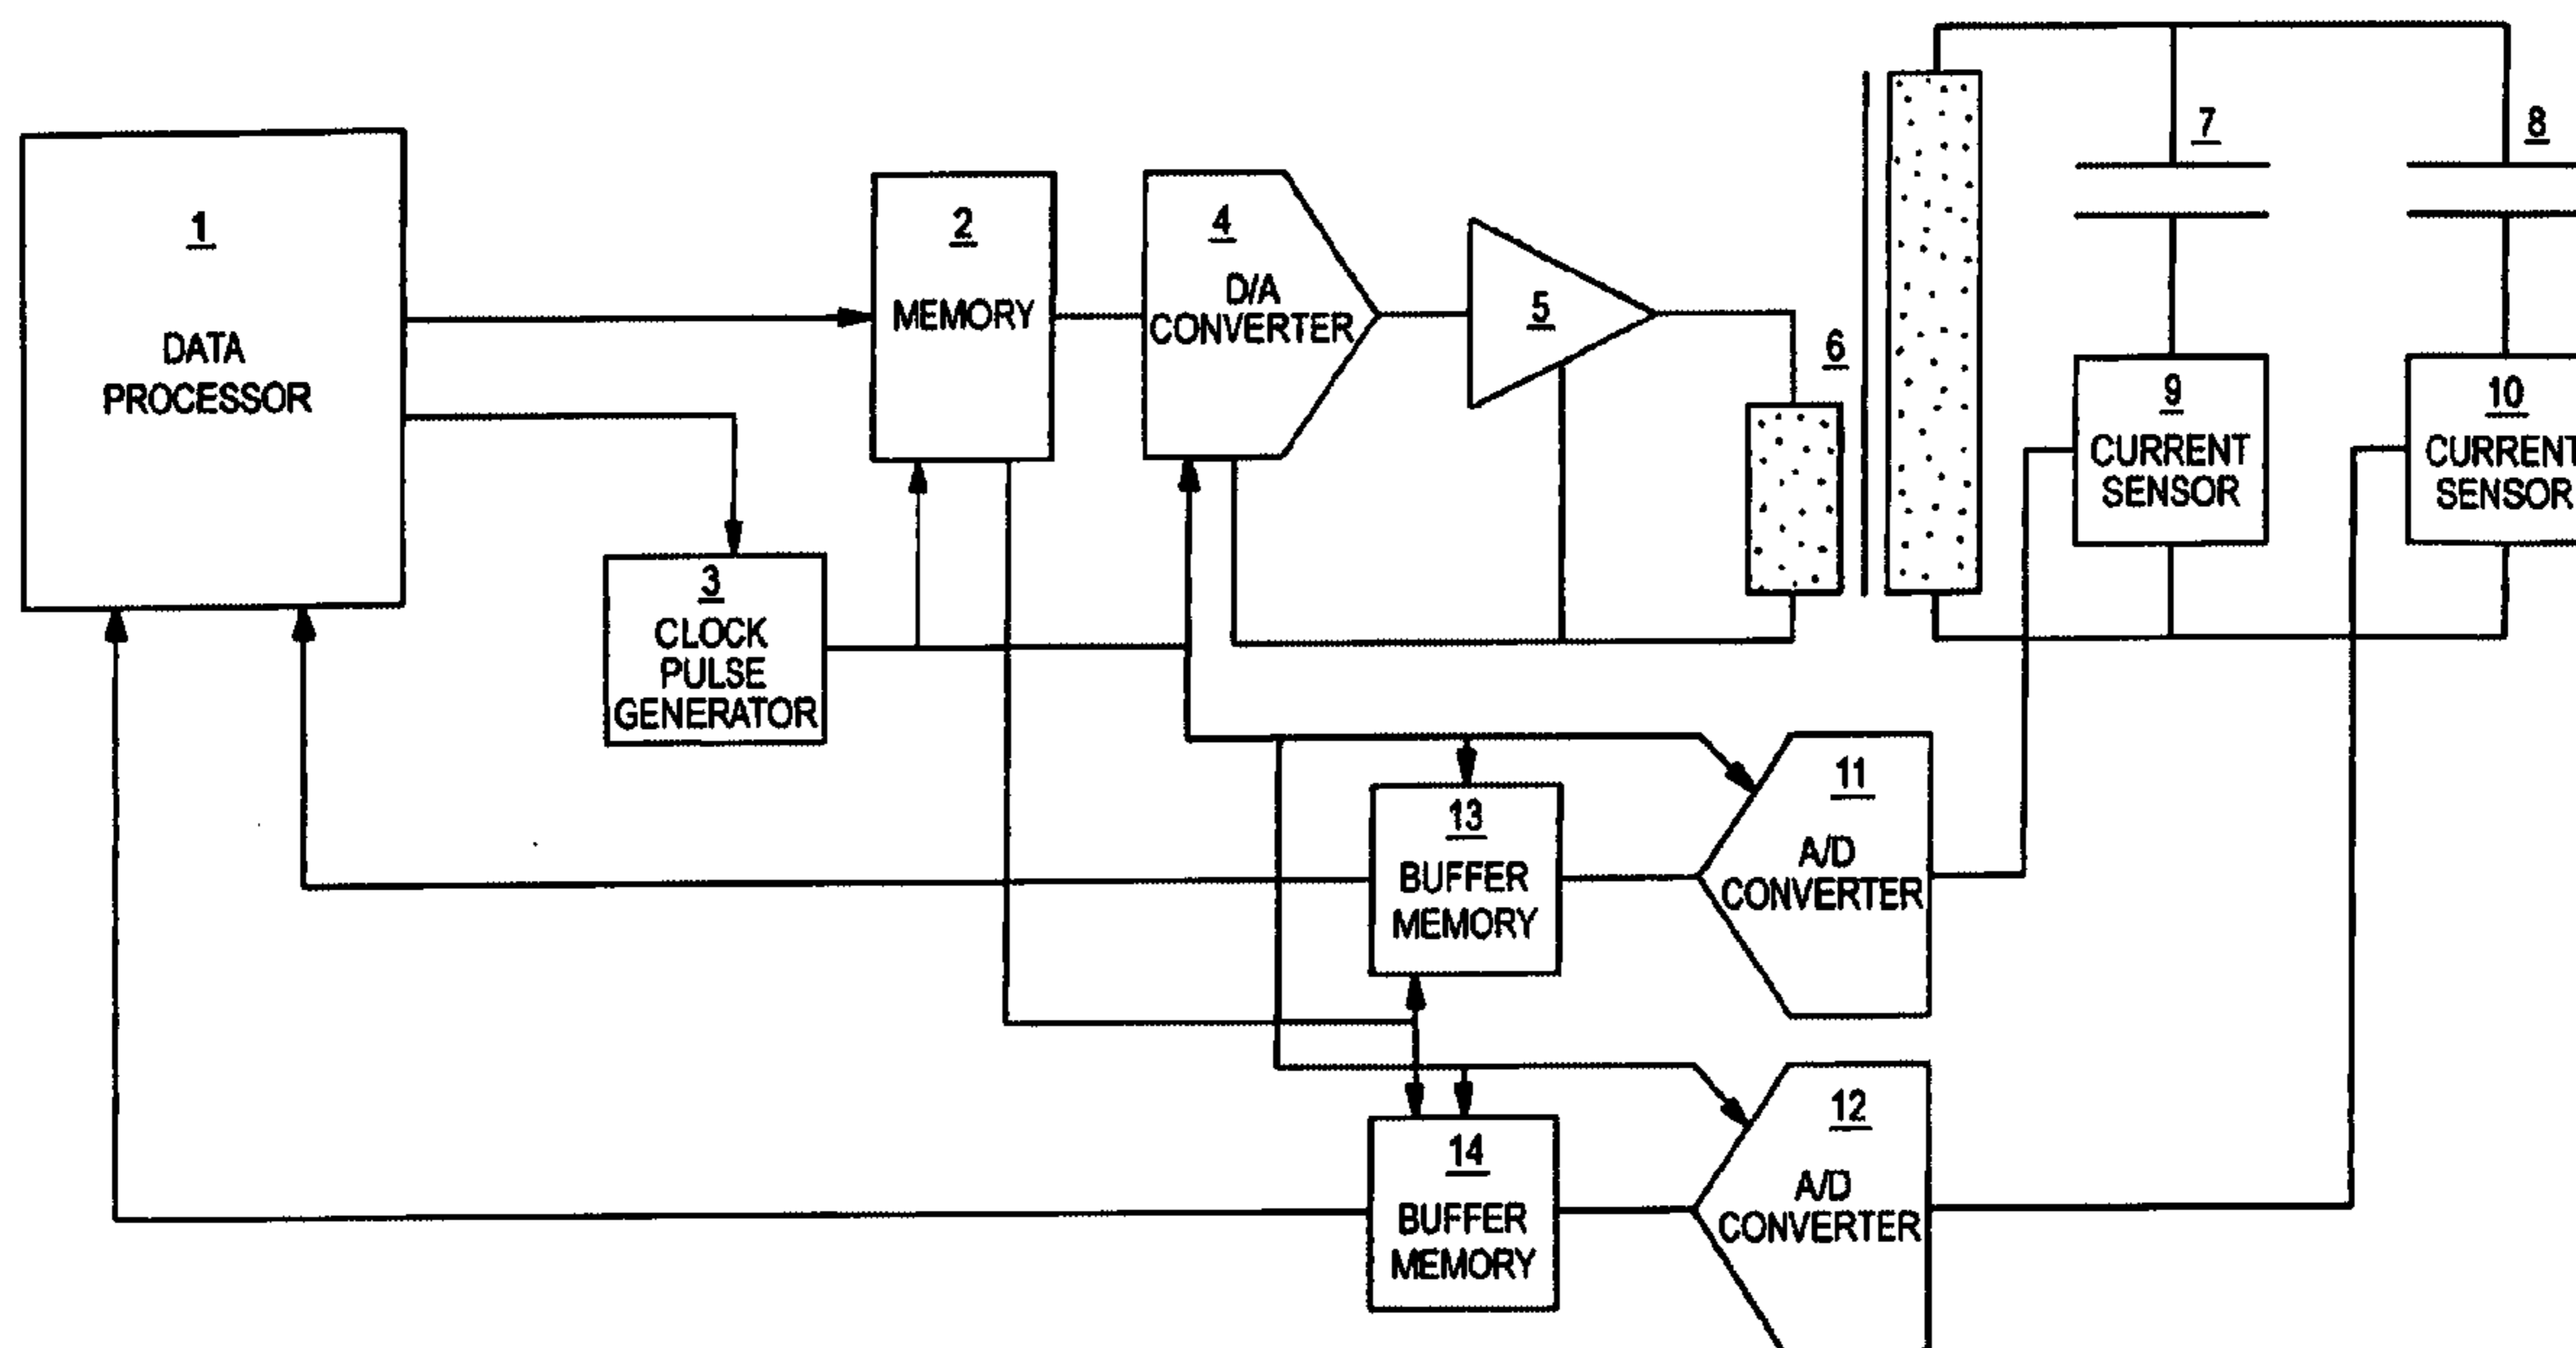 1
DATA
PROCESSOR
2
MEMORY
3
CLOCK
PULSE
GENERATOR
4
D/A
CONVERTER
5
6
7
8
9
CURRENT
SENSOR
10
CURRENT
SENSOR
11
A/D
CONVERTER
13
BUFFER
MEMORY
12
A/D
CONVERTER
14
BUFFER
MEMORY